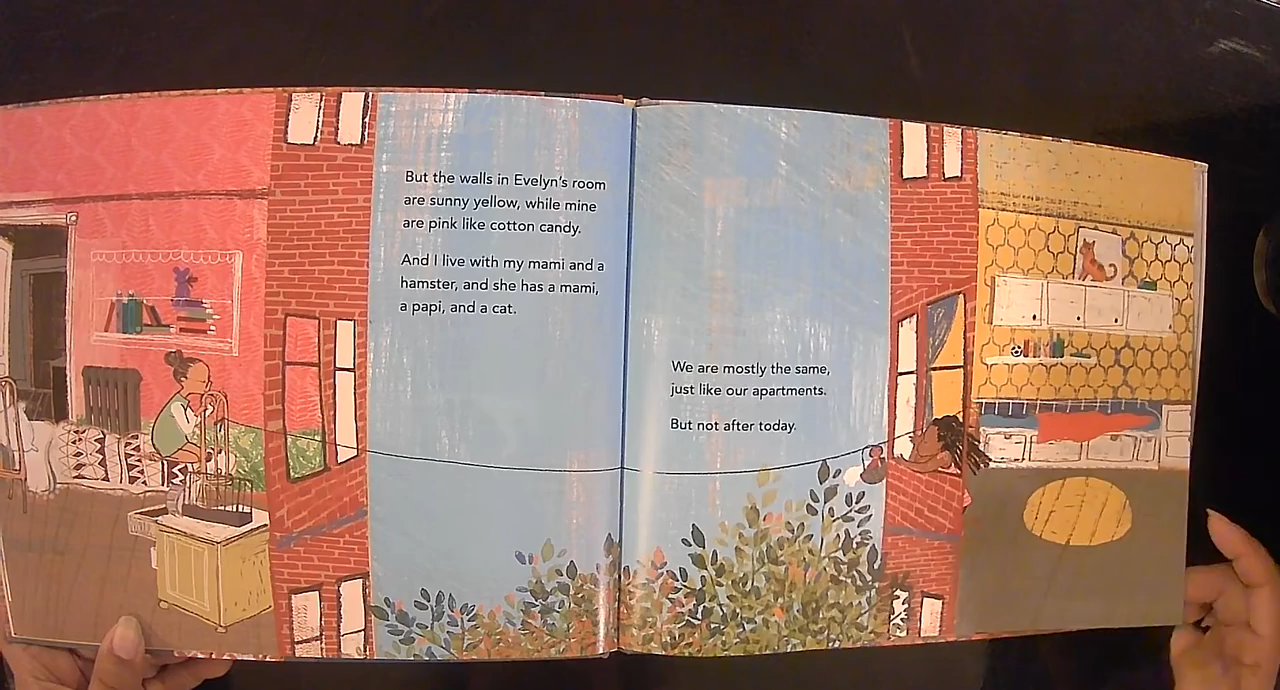 But the walls in Evelyn's room
are sunny yellow, while mine
are pink like cotton candy.
And I live with my mami and a
hamster, and she has a mami,
a papi, and a cat.
We are mostly the same,
just like our apartments.
But not after today.